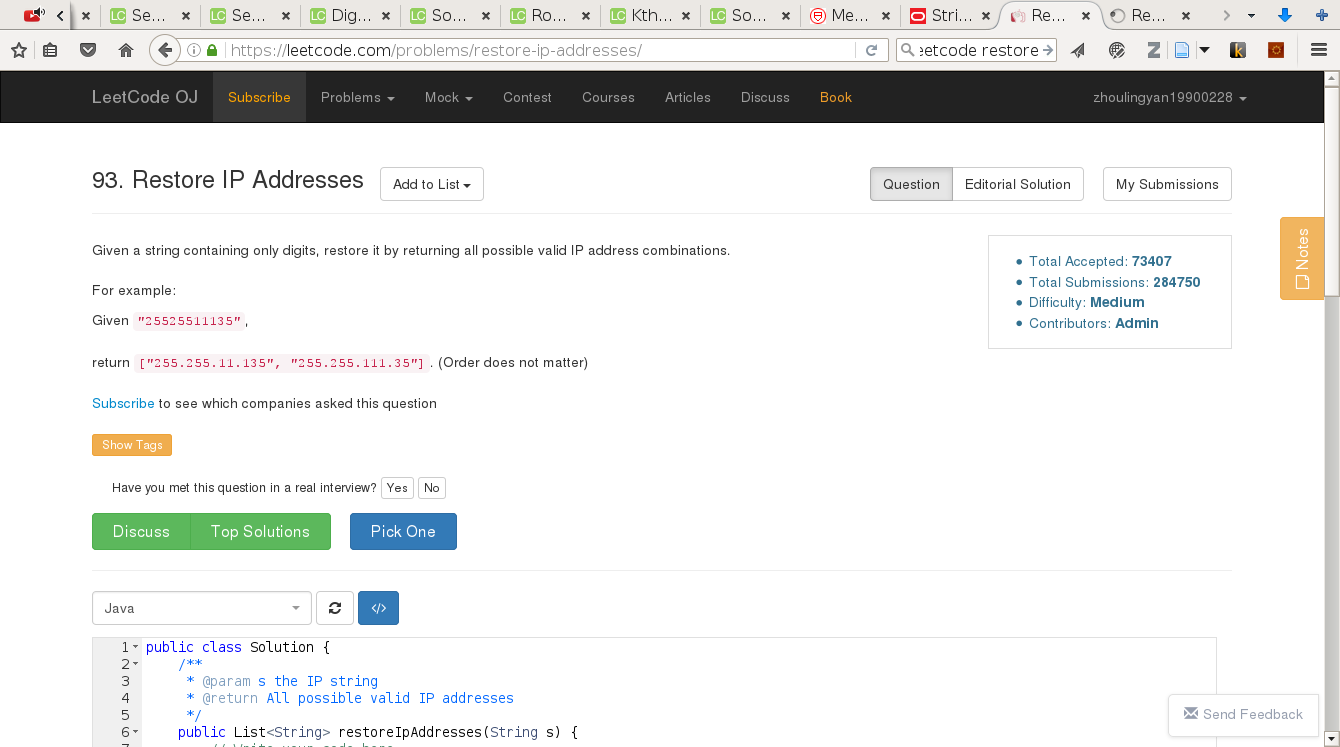 Se... Se... Dig... So... Ro... Kth... So... Me... Stri... Re... Re...
https://leetcode.com/problems/restore-ip-addresses/ eetcode restore
LeetCode OJ Subscribe Problems Mock Contest Courses Articles Discuss Book zhoulingyan19900228
93. Restore IP Addresses Add to List Question Editorial Solution My Submissions
Given a string containing only digits, restore it by returning all possible valid IP address combinations.
Total Accepted: 73407
Total Submissions: 284750
Difficulty: Medium
Contributors: Admin
Notes
For example:
Given "25525511135",
return ["255.255.11.135", "255.255.111.35"]. (Order does not matter)
Subscribe to see which companies asked this question
Show Tags
Have you met this question in a real interview? Yes No
Discuss Top Solutions Pick One
Java </>
1 public class Solution {
2 /**
3 * @param s the IP string
4 * @return All possible valid IP addresses
5 */
6 public List<String> restoreIpAddresses(String s) {
Send Feedback